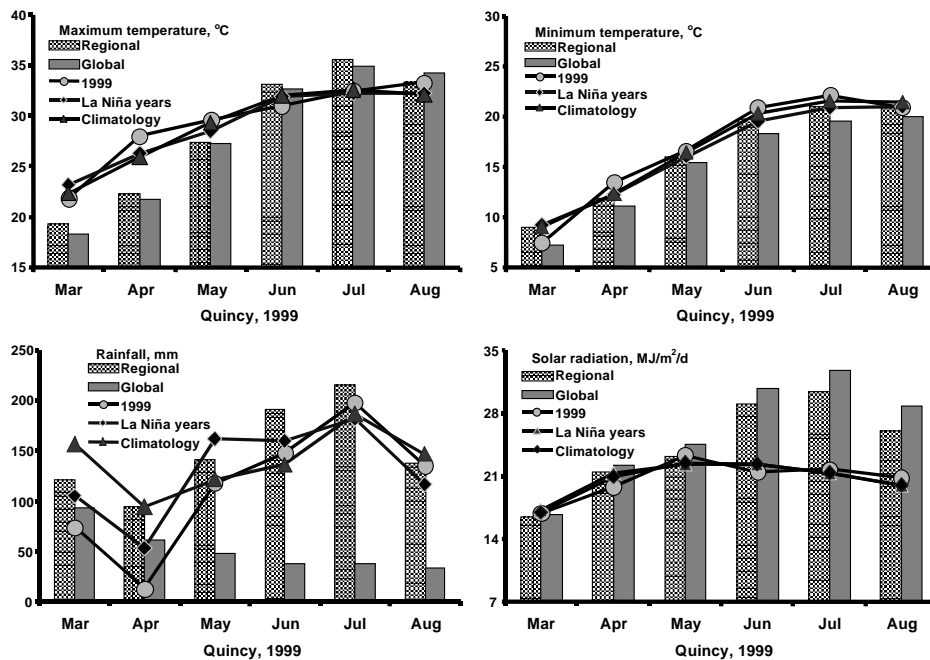 Maximum temperature, °C
Regional
Global
1999
La Niña years
Climatology
40
35
30
25
20
15
Mar Apr May Jun Jul Aug
Quincy, 1999
Minimum temperature, °C
Regional
Global
1999
La Niña years
Climatology
30
25
20
15
10
5
Mar Apr May Jun Jul Aug
Quincy, 1999
Rainfall, mm
Regional
Global
1999
La Niña years
Climatology
250
200
150
100
50
0
Mar Apr May Jun Jul Aug
Quincy, 1999
Solar radiation, MJ/m²/d
Regional
Global
1999
La Niña years
Climatology
35
28
21
14
7
Mar Apr May Jun Jul Aug
Quincy, 1999